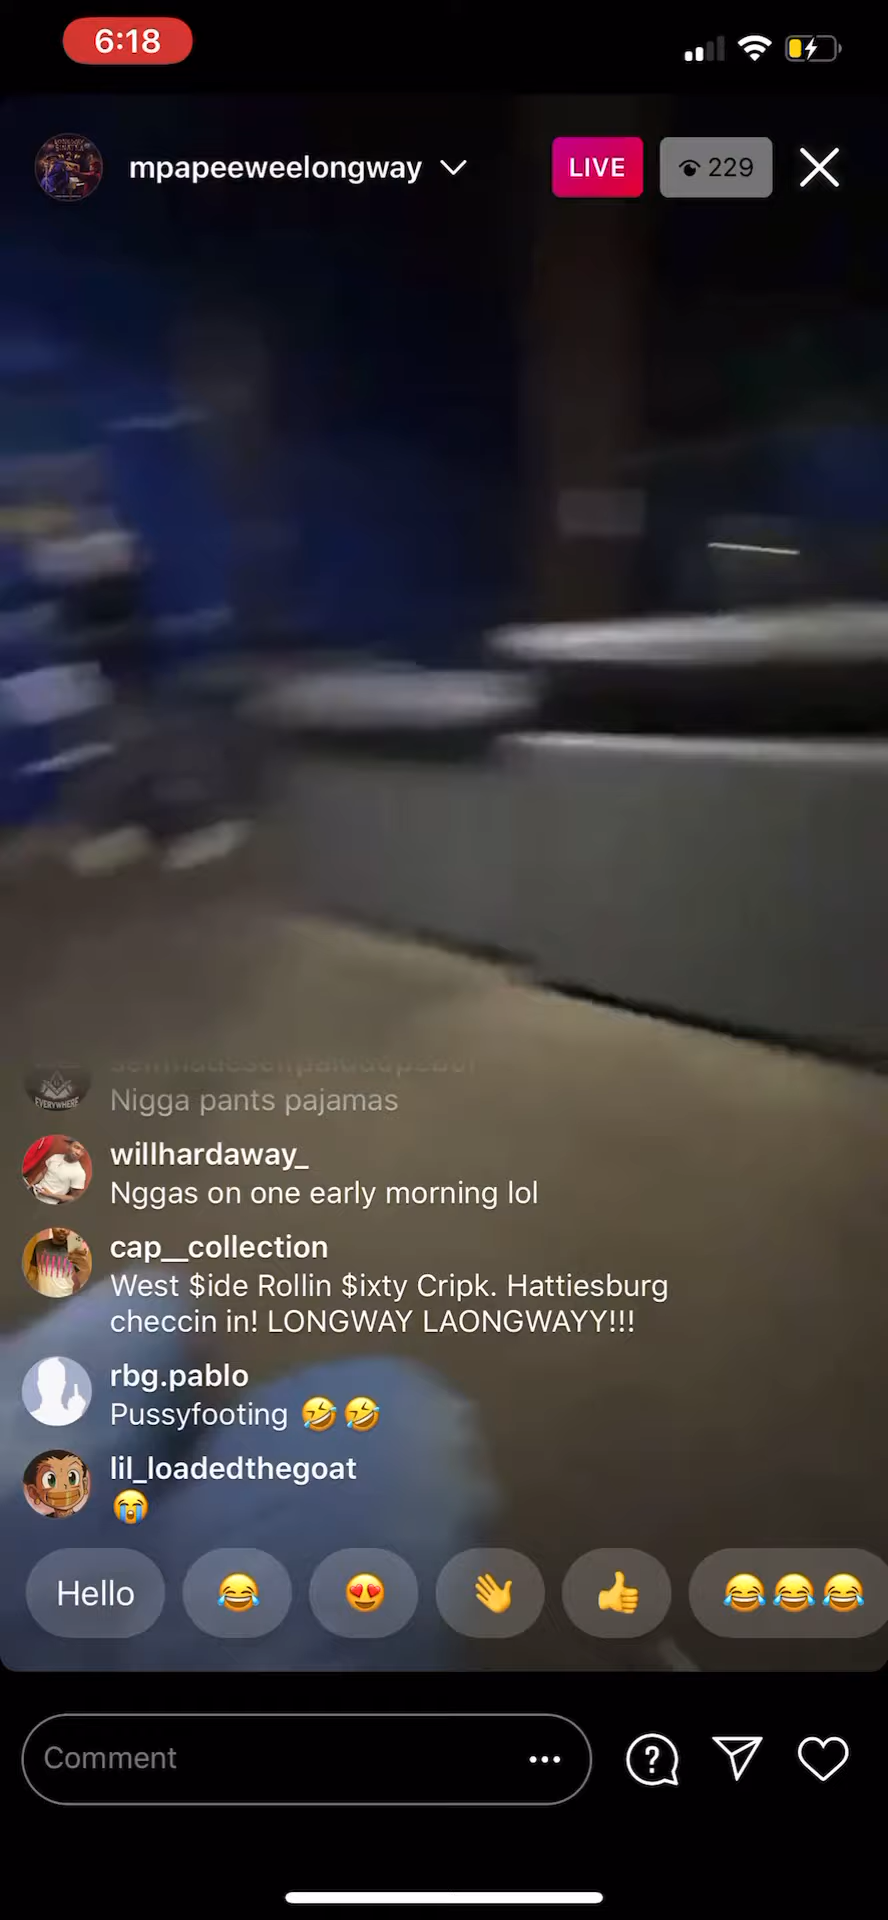 6:18
mpapeeweelongway
LIVE
229
EVERYWHERE
Nigga pants pajamas
willhardaway_
Nggas on one early morning lol
cap__collection
West $ide Rollin $ixty Cripk. Hattiesburg
checcin in! LONGWAY LAONGWAYY!!!
rbg.pablo
Pussyfooting 🤣🤣
lil_loadedthegoat
😭
Hello 😂 😍 👋 👍 😂😂😂
Comment